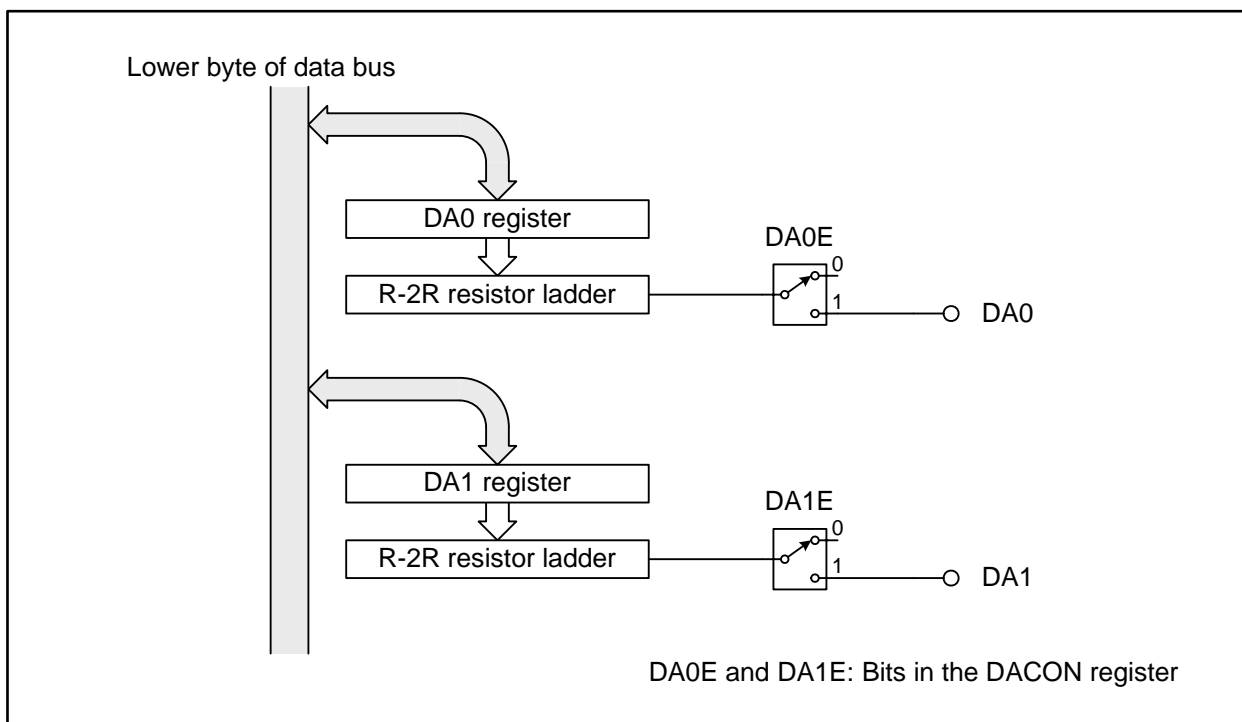 Lower byte of data bus
DA0 register
DA0E
0
R-2R resistor ladder
1
DA0
DA1 register
DA1E
0
R-2R resistor ladder
1
DA1
DA0E and DA1E: Bits in the DACON register